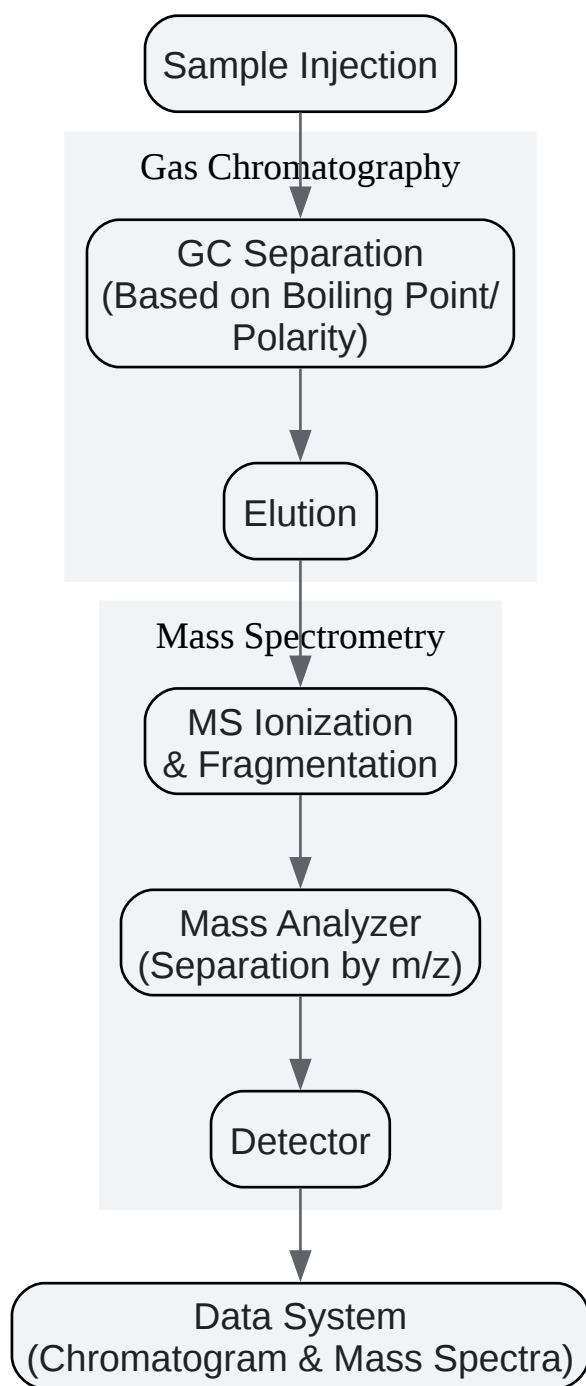 Sample Injection
Gas Chromatography
GC Separation
(Based on Boiling Point/
Polarity)
Elution
Mass Spectrometry
MS Ionization
& Fragmentation
Mass Analyzer
(Separation by m/z)
Detector
Data System
(Chromatogram & Mass Spectra)